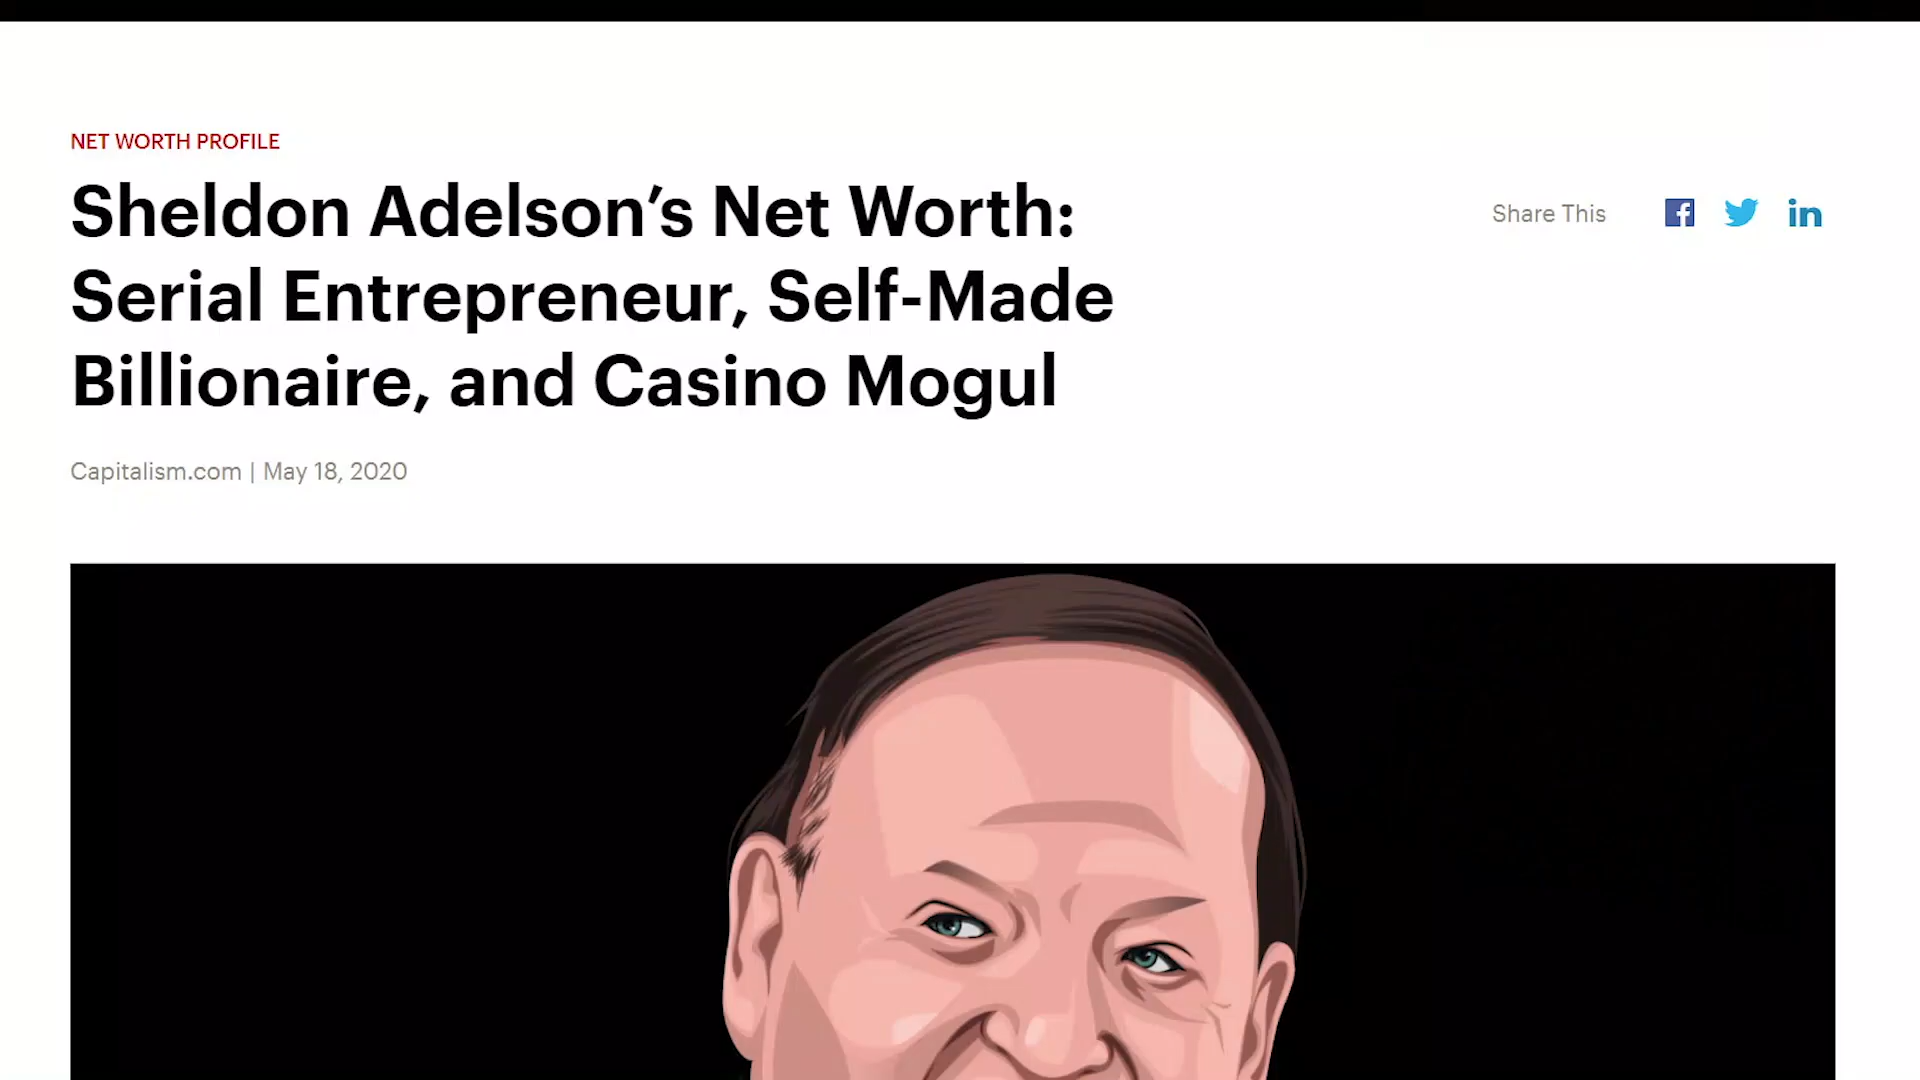 NET WORTH PROFILE
Sheldon Adelson’s Net Worth:
Serial Entrepreneur, Self-Made
Billionaire, and Casino Mogul
Share This
Capitalism.com | May 18, 2020